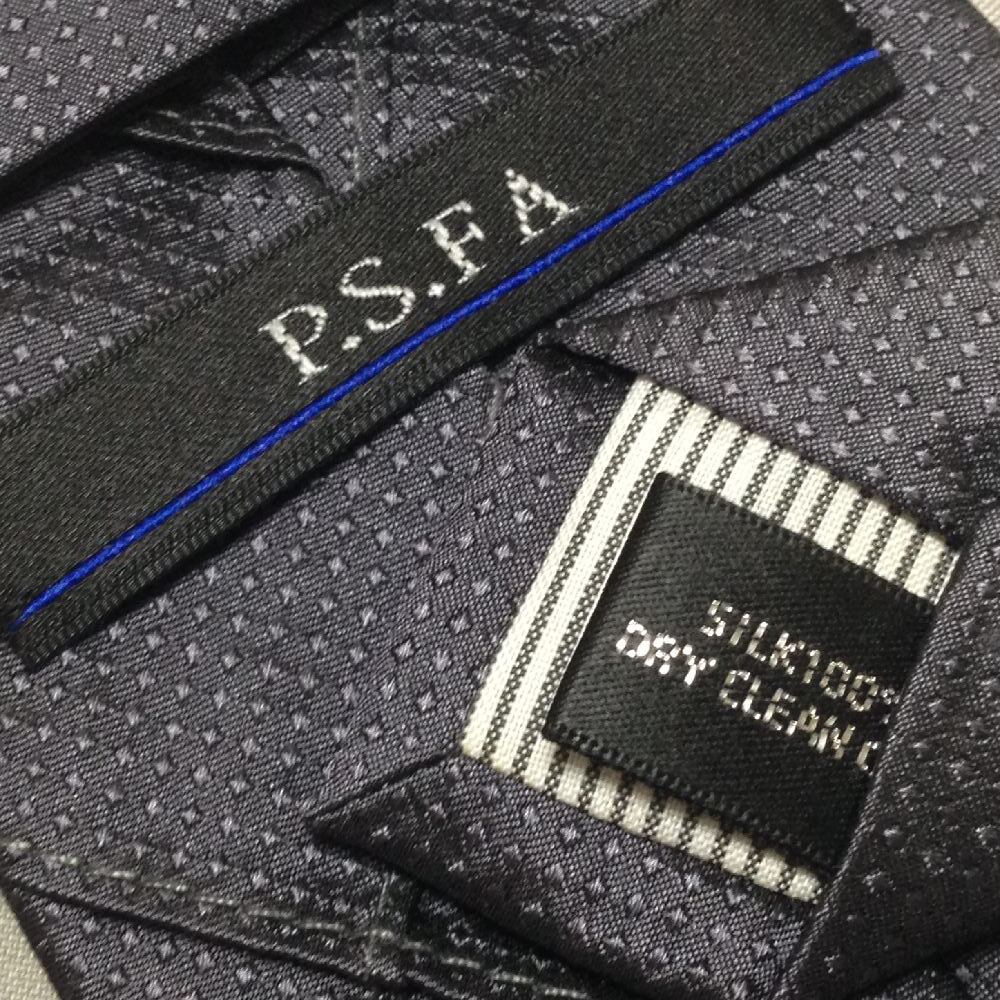 P.S.FA
SILK100%
DRY CLEAN